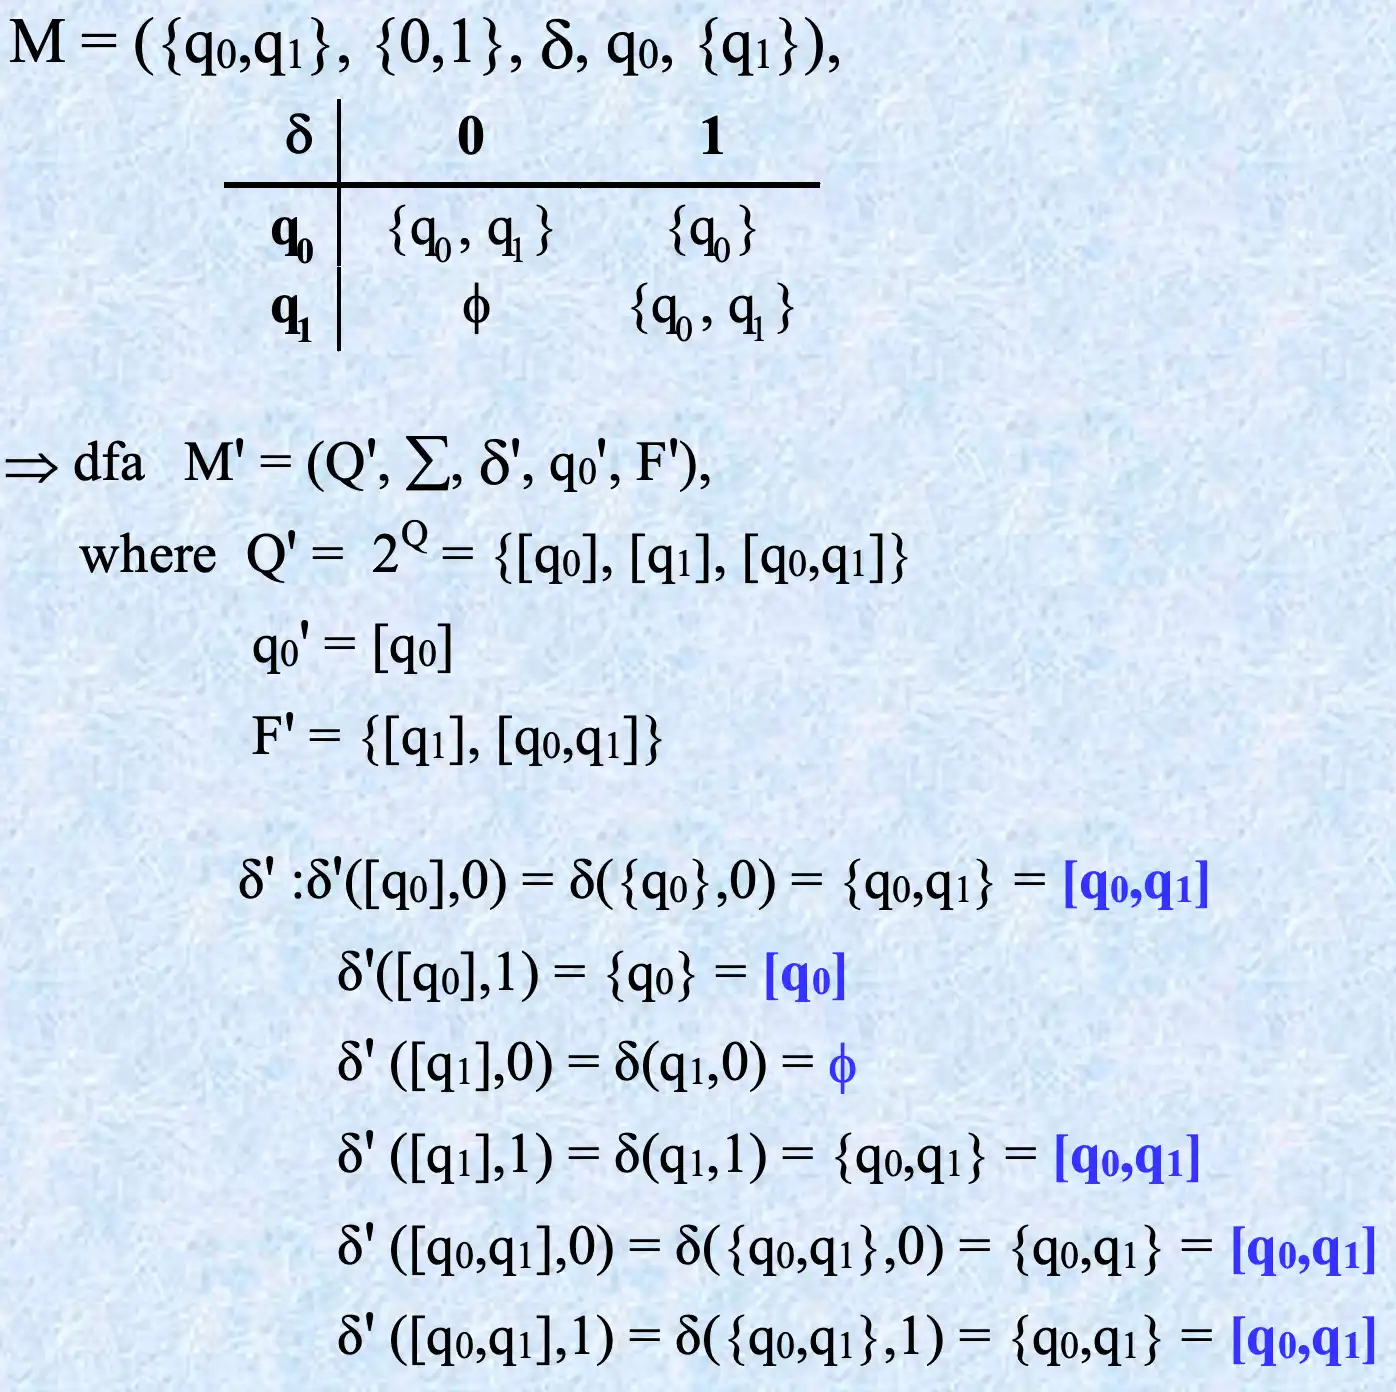 M = ({q₀,q₁}, {0,1}, δ, q₀, {q₁}),
δ 0 1
q₀ {q₀, q₁} {q₀}
q₁ ϕ {q₀, q₁}
⇒ dfa M' = (Q', ∑, δ', q₀', F'),
where Q' = 2^Q = {[q₀], [q₁], [q₀,q₁]}
q₀' = [q₀]
F' = {[q₁], [q₀,q₁]}
δ' :δ'([q₀],0) = δ({q₀},0) = {q₀,q₁} = [q₀,q₁]
δ'([q₀],1) = {q₀} = [q₀]
δ' ([q₁],0) = δ(q₁,0) = ϕ
δ' ([q₁],1) = δ(q₁,1) = {q₀,q₁} = [q₀,q₁]
δ' ([q₀,q₁],0) = δ({q₀,q₁},0) = {q₀,q₁} = [q₀,q₁]
δ' ([q₀,q₁],1) = δ({q₀,q₁},1) = {q₀,q₁} = [q₀,q₁]